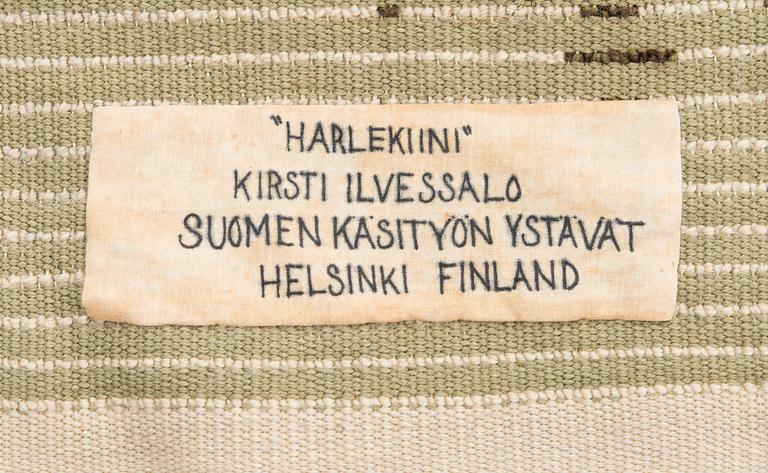 "HARLEKIINI"
KIRSTI ILVESSALO
SUOMEN KÄSITYÖN YSTÄVÄT
HELSINKI FINLAND